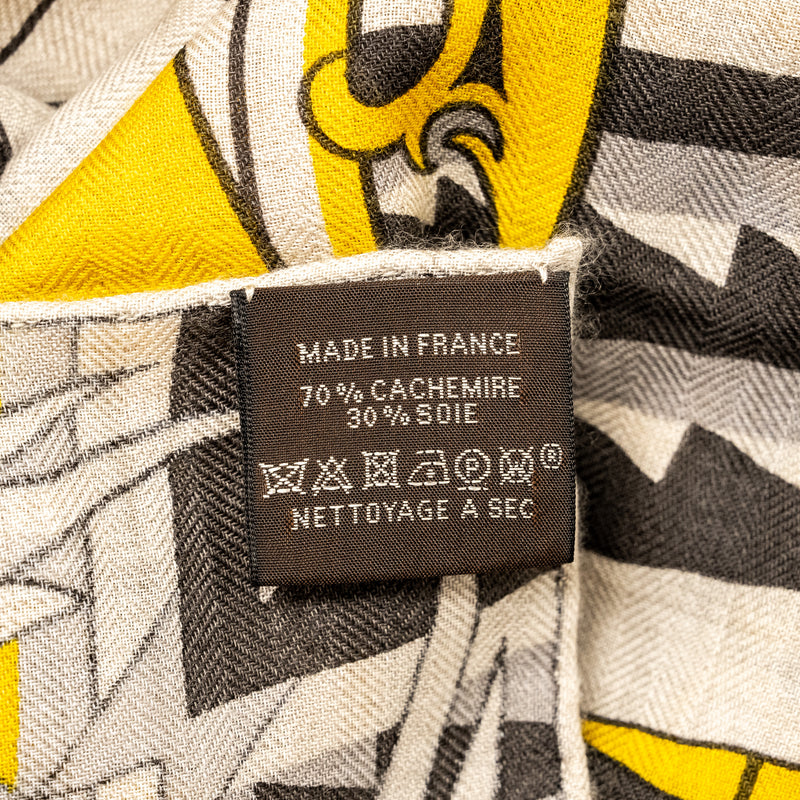 MADE IN FRANCE
70 % CACHEMIRE
30 % SOIE
P W ®
NETTOYAGE A SEC